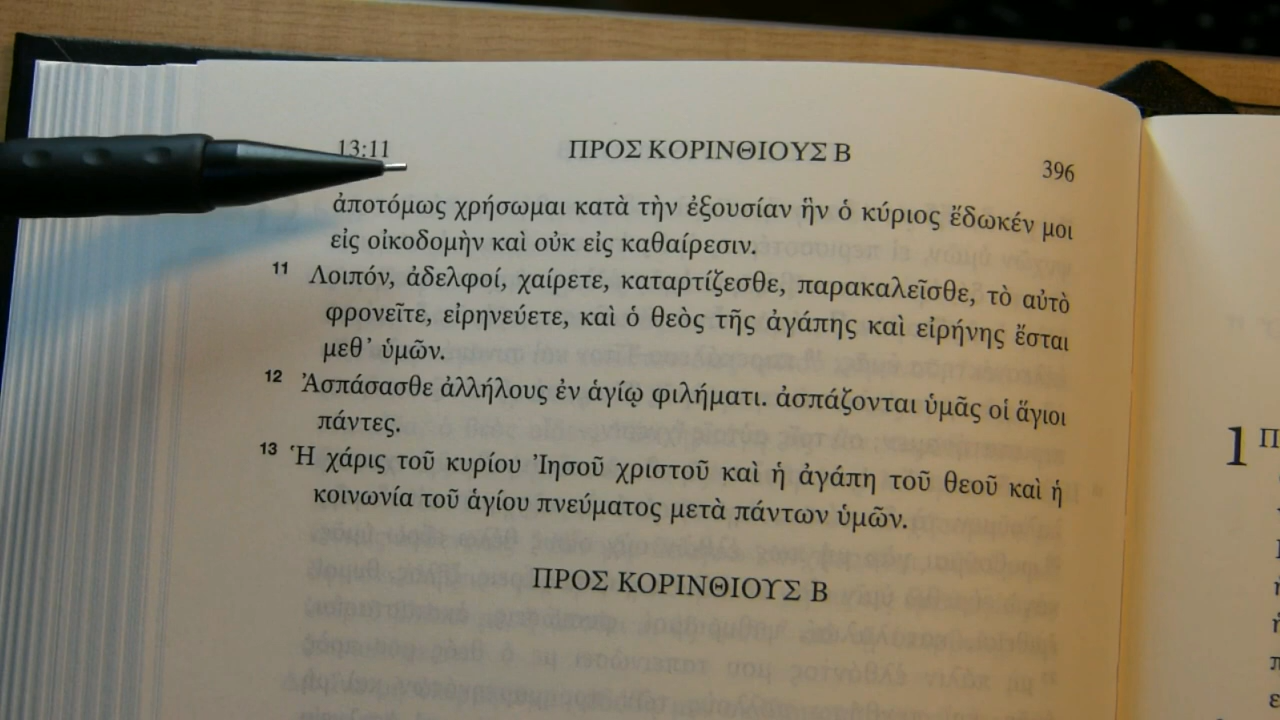 13:11 ΠΡΟΣ ΚΟΡΙΝΘΙΟΥΣ Β 396
ἀποτόμως χρήσωμαι κατὰ τὴν ἐξουσίαν ἣν ὁ κύριος ἔδωκέν μοι
εἰς οἰκοδομὴν καὶ οὐκ εἰς καθαίρεσιν.
11 Λοιπόν, ἀδελφοί, χαίρετε, καταρτίζεσθε, παρακαλεῖσθε, τὸ αὐτὸ
φρονεῖτε, εἰρηνεύετε, καὶ ὁ θεὸς τῆς ἀγάπης καὶ εἰρήνης ἔσται
μεθ᾽ ὑμῶν.
12 Ἀσπάσασθε ἀλλήλους ἐν ἁγίῳ φιλήματι. ἀσπάζονται ὑμᾶς οἱ ἅγιοι
πάντες.
13 Ἡ χάρις τοῦ κυρίου Ἰησοῦ χριστοῦ καὶ ἡ ἀγάπη τοῦ θεοῦ καὶ ἡ
κοινωνία τοῦ ἁγίου πνεύματος μετὰ πάντων ὑμῶν.
ΠΡΟΣ ΚΟΡΙΝΘΙΟΥΣ Β
1 Π